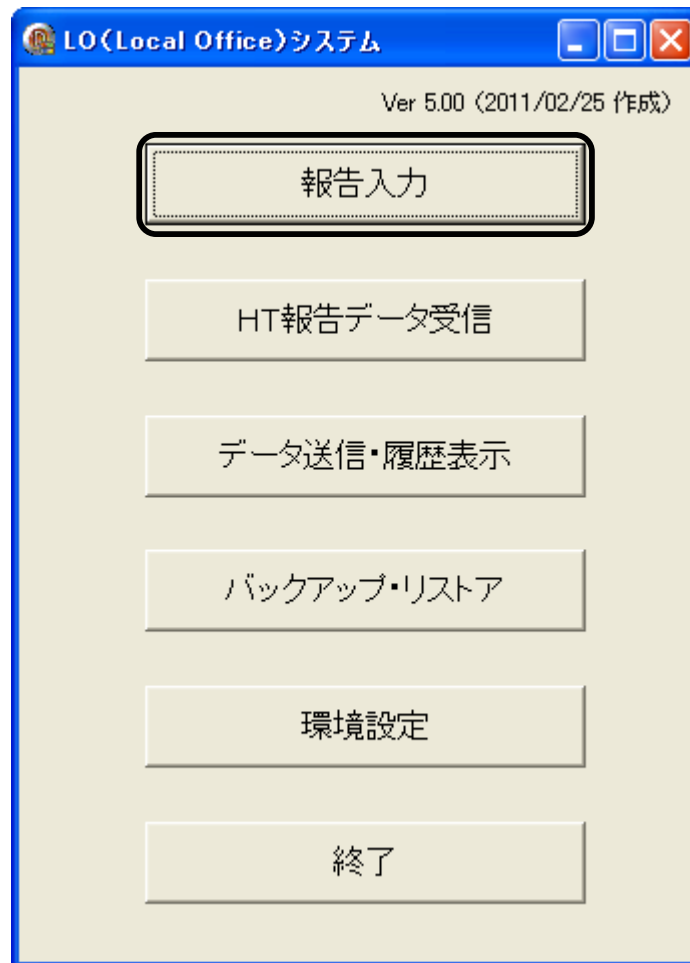 LO(Local Office)システム
Ver 5.00 (2011/02/25 作成)
報告入力
HT報告データ受信
データ送信・履歴表示
バックアップ・リストア
環境設定
終了